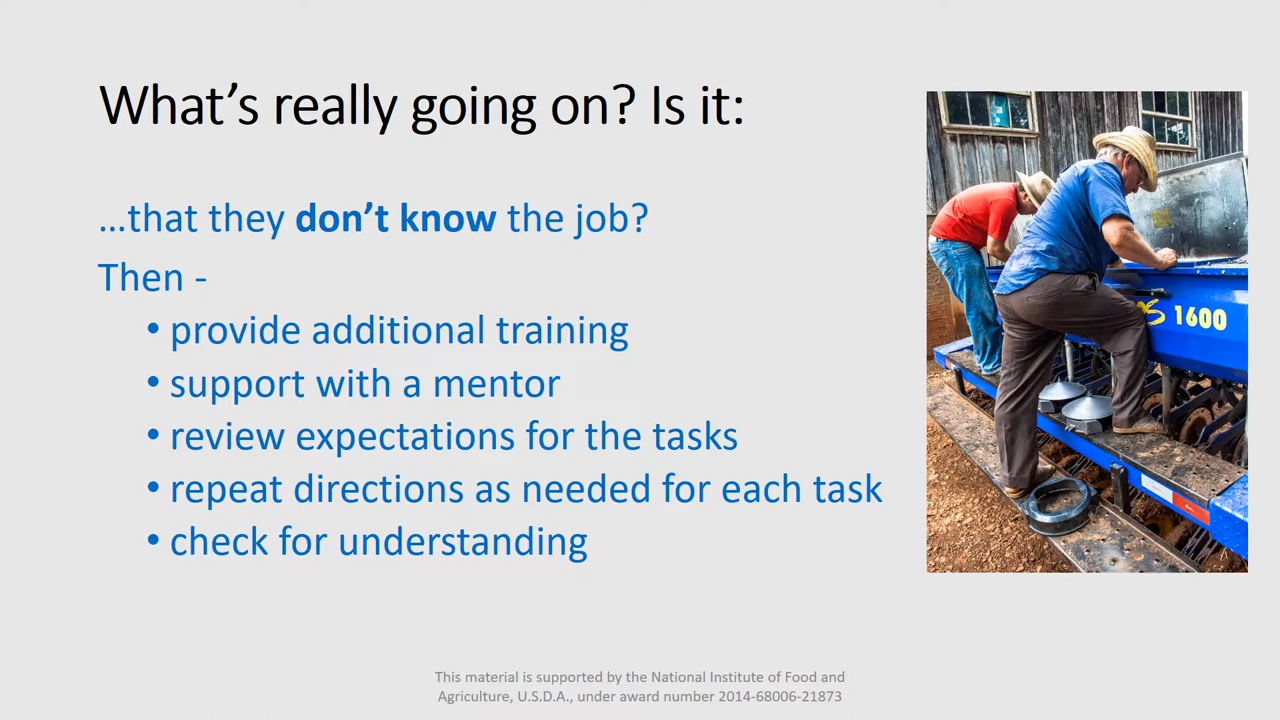 What’s really going on? Is it:
…that they don’t know the job?
Then -
• provide additional training
• support with a mentor
• review expectations for the tasks
• repeat directions as needed for each task
• check for understanding
1600
This material is supported by the National Institute of Food and
Agriculture, U.S.D.A., under award number 2014-68006-21873